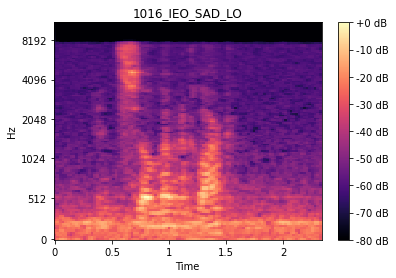 1016_IEO_SAD_LO
Hz
8192
4096
2048
1024
512
0
0
0.5
1
1.5
2
Time
+0 dB
-10 dB
-20 dB
-30 dB
-40 dB
-50 dB
-60 dB
-70 dB
-80 dB